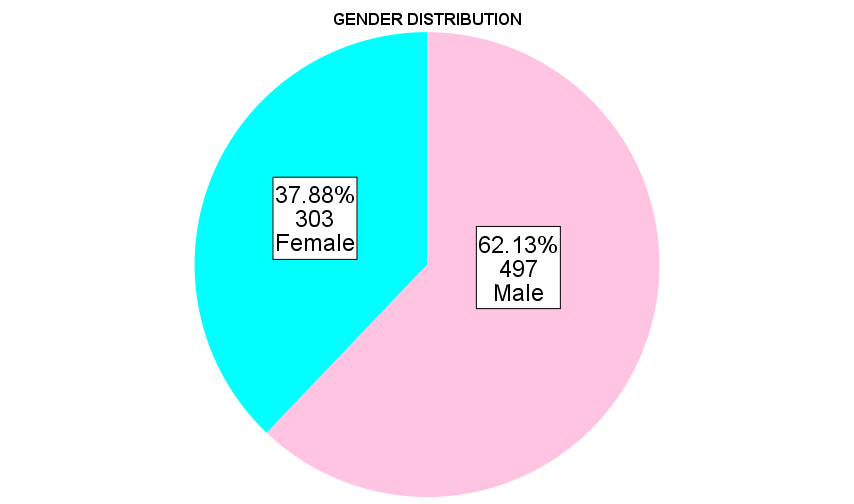 GENDER DISTRIBUTION
37.88%
303
Female
62.13%
497
Male